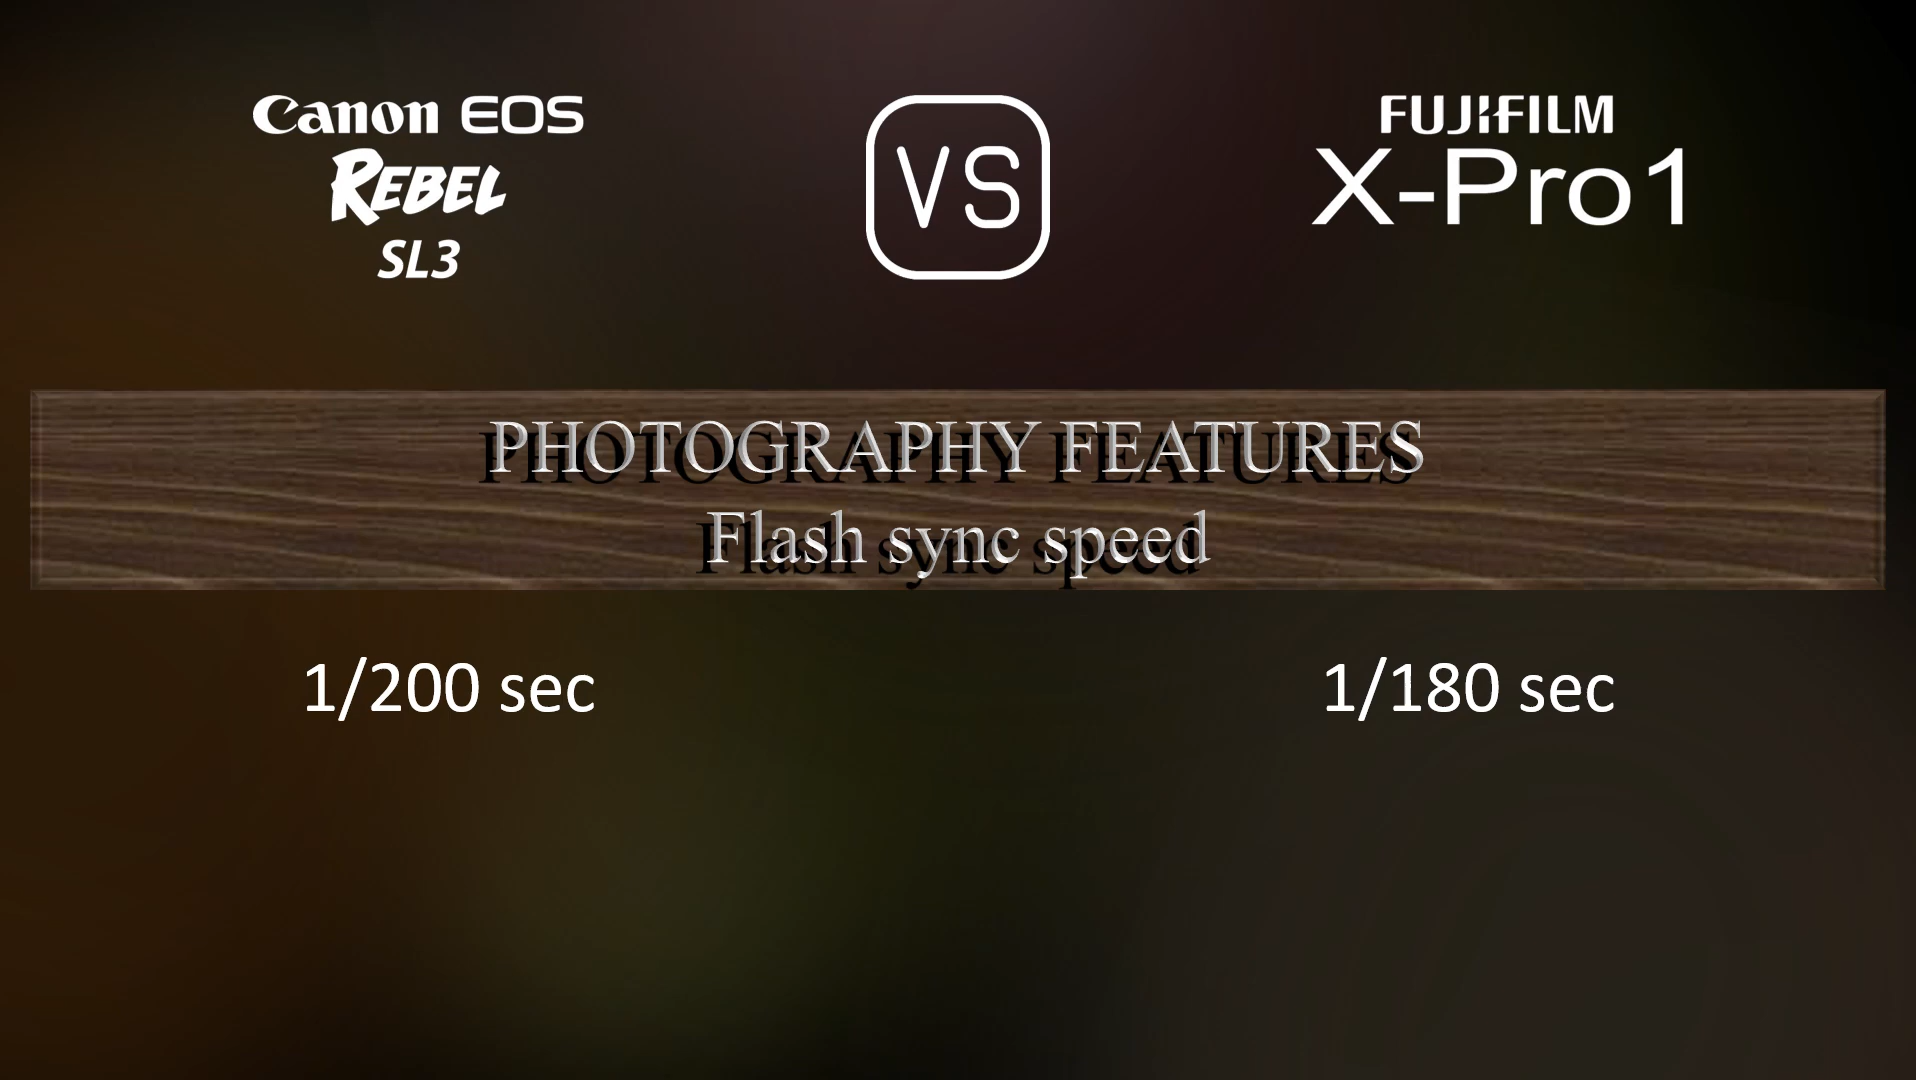 Canon EOS
REBEL
SL3
VS
FUJIFILM
X-Pro1
PHOTOGRAPHY FEATURES
Flash sync speed
1/200 sec
1/180 sec